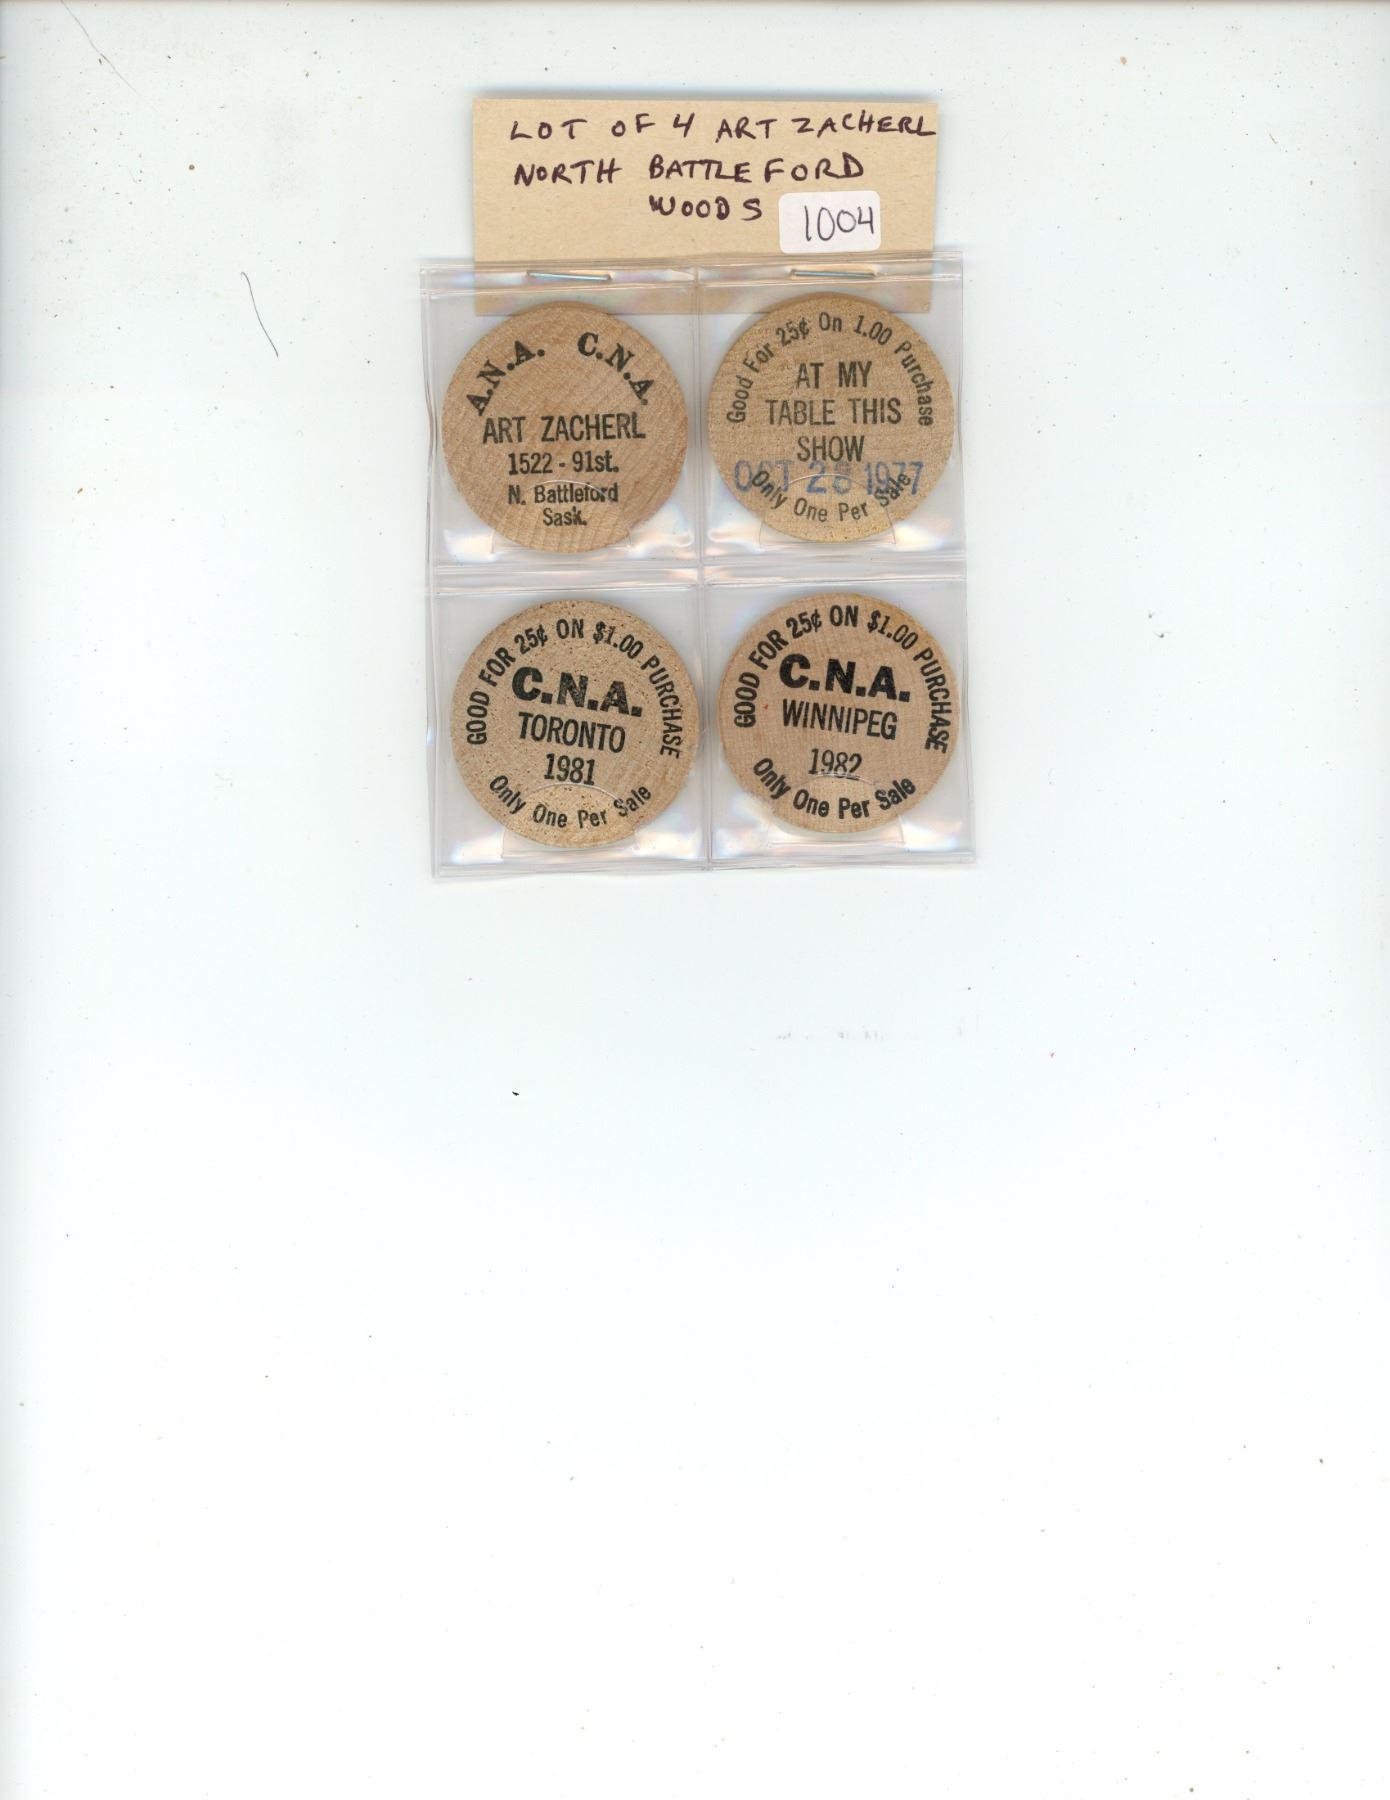 LOT OF 4 ART ZACHERL
NORTH BATTLEFORD
WOODS
1004
A.N.A. C.N.A.
ART ZACHERL
1522 - 91st.
N. Battleford
Sask.
Good For 25¢ On 1.00 Purchase
AT MY
TABLE THIS
SHOW
OCT 28 1977
Only One Per Sale
GOOD FOR 25¢ ON $1.00 PURCHASE
C.N.A.
TORONTO
1981
Only One Per Sale
GOOD FOR 25¢ ON $1.00 PURCHASE
C.N.A.
WINNIPEG
1982
Only One Per Sale